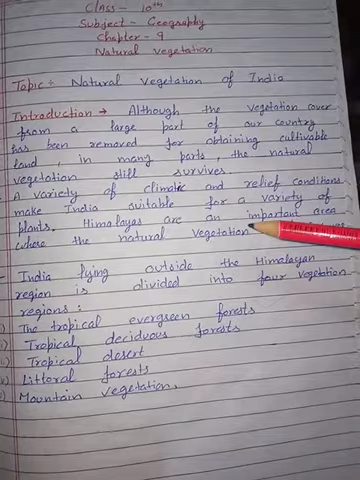 Class - 10th
Subject - Geography
Chapter - 9
Natural vegetation
Topic ÷ Natural Vegetation of India
Introduction → Although the vegetation cover
from a large part of our country
has been removed for obtaining cultivable
land, in many parts, the natural
vegetation still survives.
A variety of climatic and relief conditions
make India suitable for a variety of
plants. Himalayas are an important area
where the natural vegetation
- India lying outside the Himalayan
region is divided into four vegetation
regions :
The tropical evergreen forests
Tropical deciduous forests
Tropical desert
Littoral forests
Mountain vegetation.